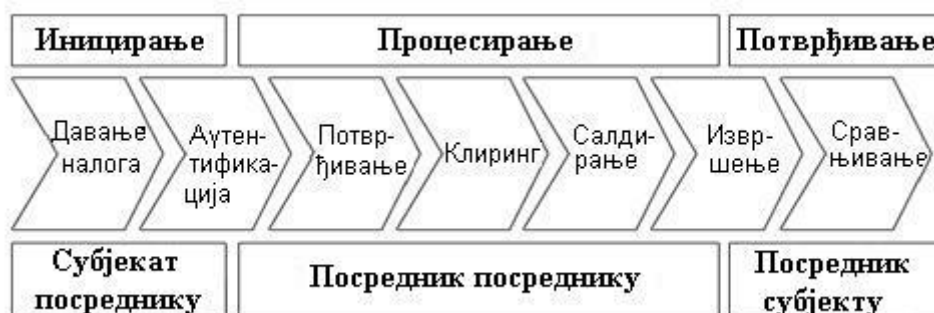 Иницирање
Процесирање
Потврђивање
Давање
налога
Аутен-
тифика-
ција
Потвр-
ђивање
Клиринг
Салди-
рање
Извр-
шење
Срав-
њивање
Субјекат
посреднику
Посредник посреднику
Посредник
субјекту